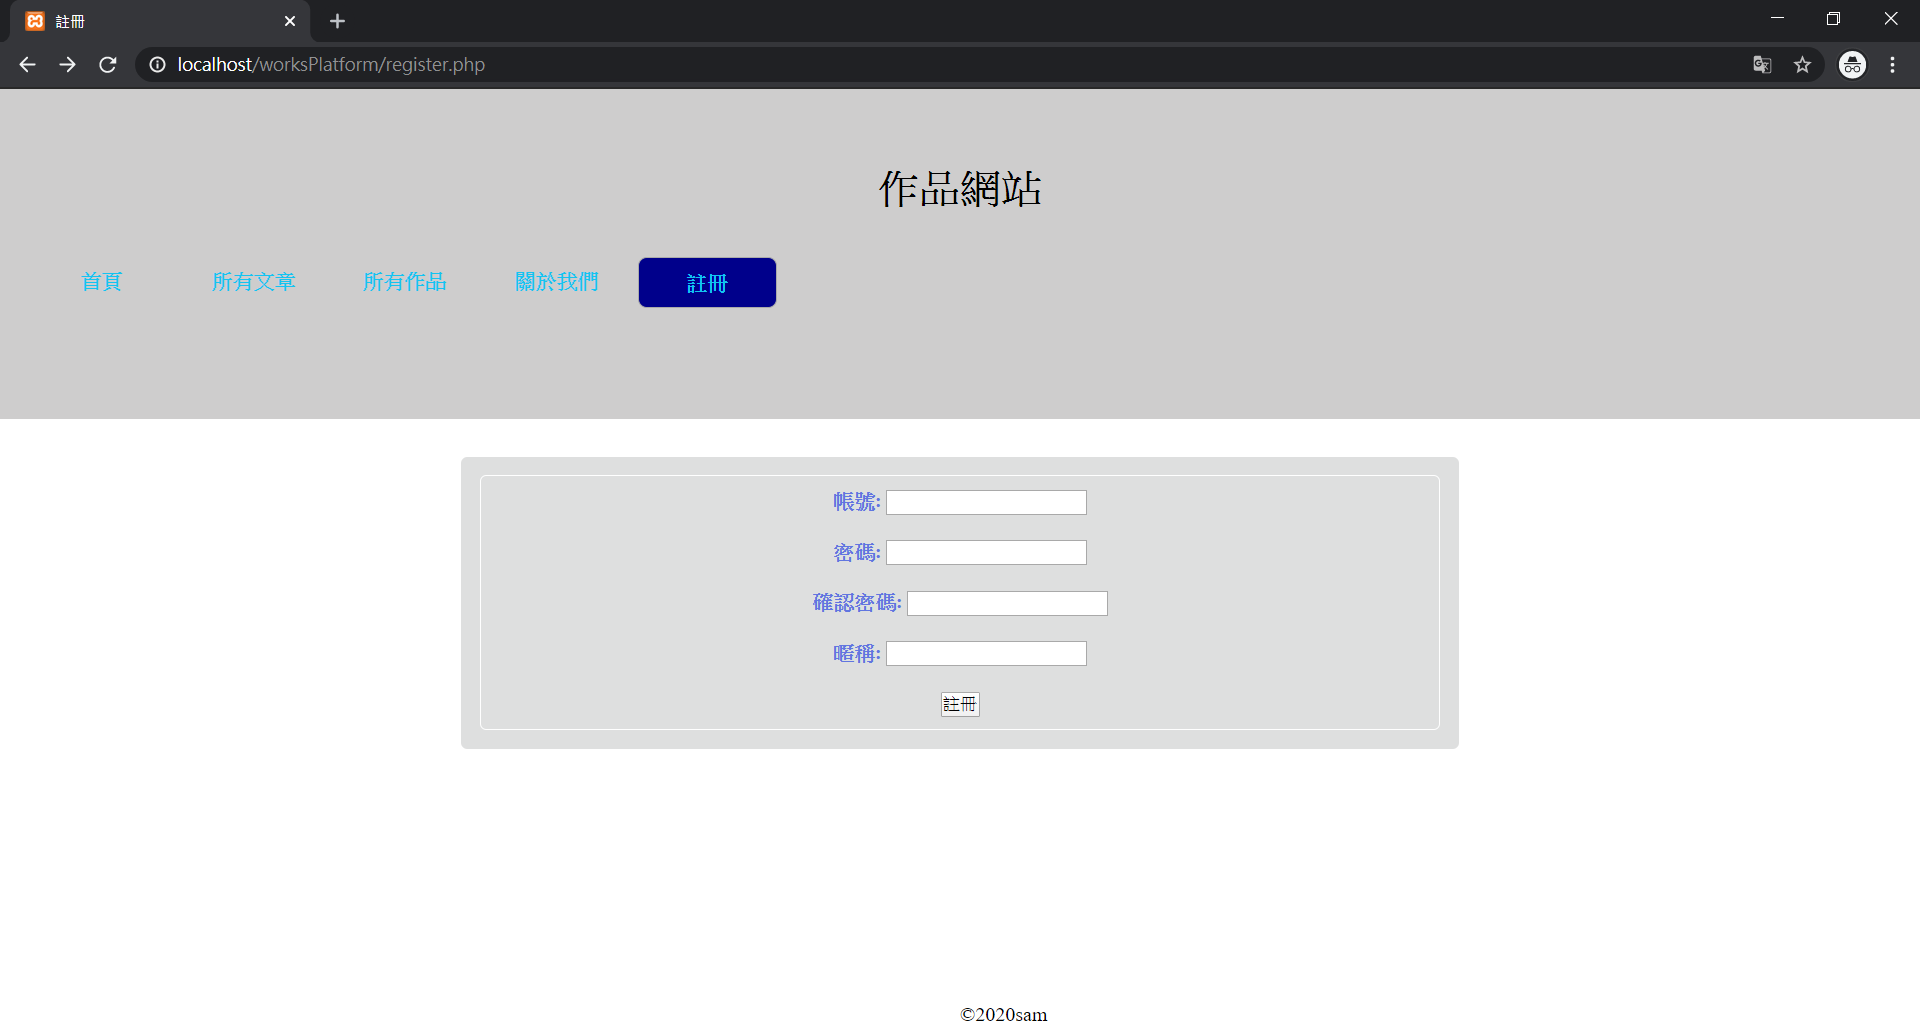 註冊
localhost/worksPlatform/register.php
作品網站
首頁 所有文章 所有作品 關於我們 註冊
帳號:
密碼:
確認密碼:
暱稱:
註冊
©2020sam